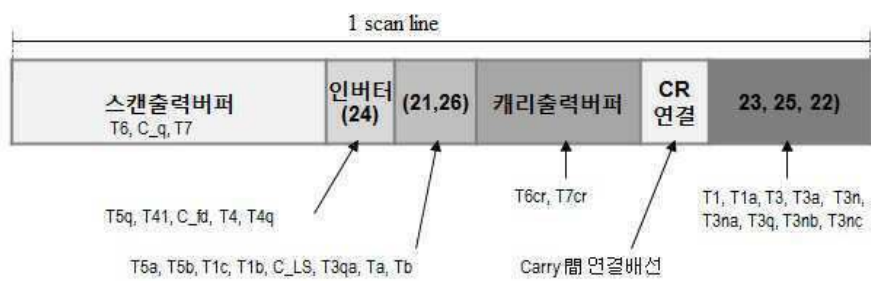 1 scan line
스캔출력버퍼
T6, C_q, T7
인버터
(24)
(21,26)
캐리출력버퍼
CR
연결
23, 25, 22)
T5q, T41, C_fd, T4, T4q
T5a, T5b, T1c, T1b, C_LS, T3qa, Ta, Tb
T6cr, T7cr
Carry間 연결배선
T1, T1a, T3, T3a, T3n,
T3na, T3q, T3nb, T3nc